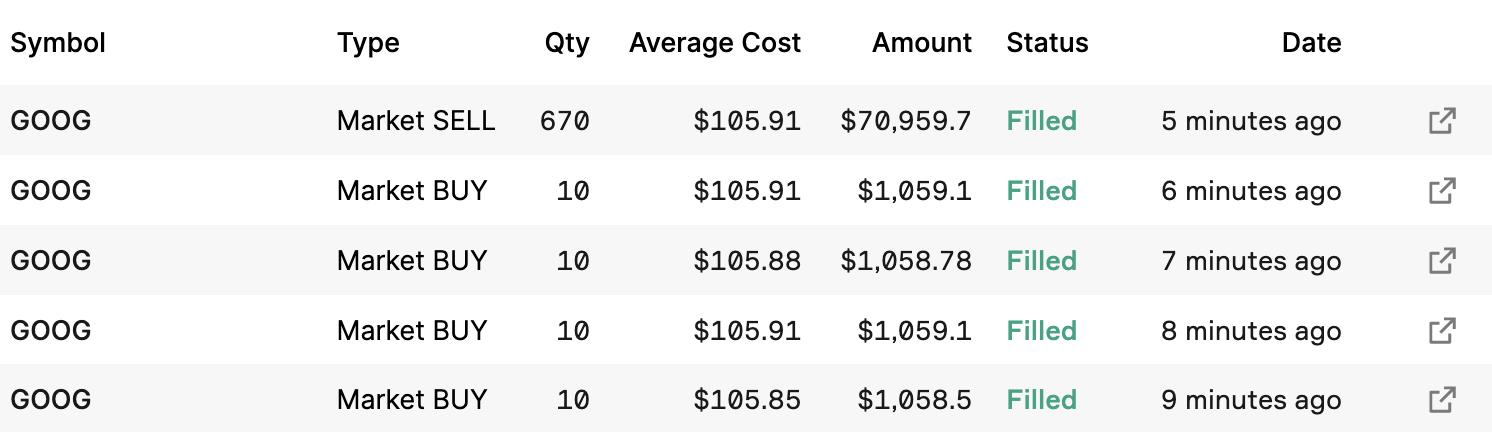 Symbol Type Qty Average Cost Amount Status Date
GOOG Market SELL 670 $105.91 $70,959.7 Filled 5 minutes ago
GOOG Market BUY 10 $105.91 $1,059.1 Filled 6 minutes ago
GOOG Market BUY 10 $105.88 $1,058.78 Filled 7 minutes ago
GOOG Market BUY 10 $105.91 $1,059.1 Filled 8 minutes ago
GOOG Market BUY 10 $105.85 $1,058.5 Filled 9 minutes ago